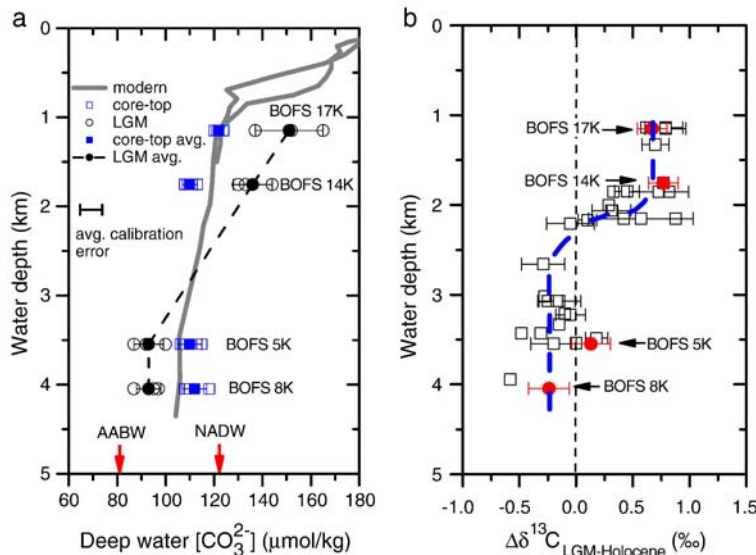 a
b
0
1
2
3
4
5
Water depth (km)
modern
core-top
LGM
core-top avg.
LGM avg.
avg. calibration
error
BOFS 17K
BOFS 14K
BOFS 5K
BOFS 8K
AABW
NADW
60 80 100 120 140 160 180
Deep water [CO₃²⁻] (μmol/kg)
0
1
2
3
4
5
Water depth (km)
BOFS 17K
BOFS 14K
BOFS 5K
BOFS 8K
-1.0 -0.5 0.0 0.5 1.0 1.5
Δδ¹³C LGM-Holocene (‰)